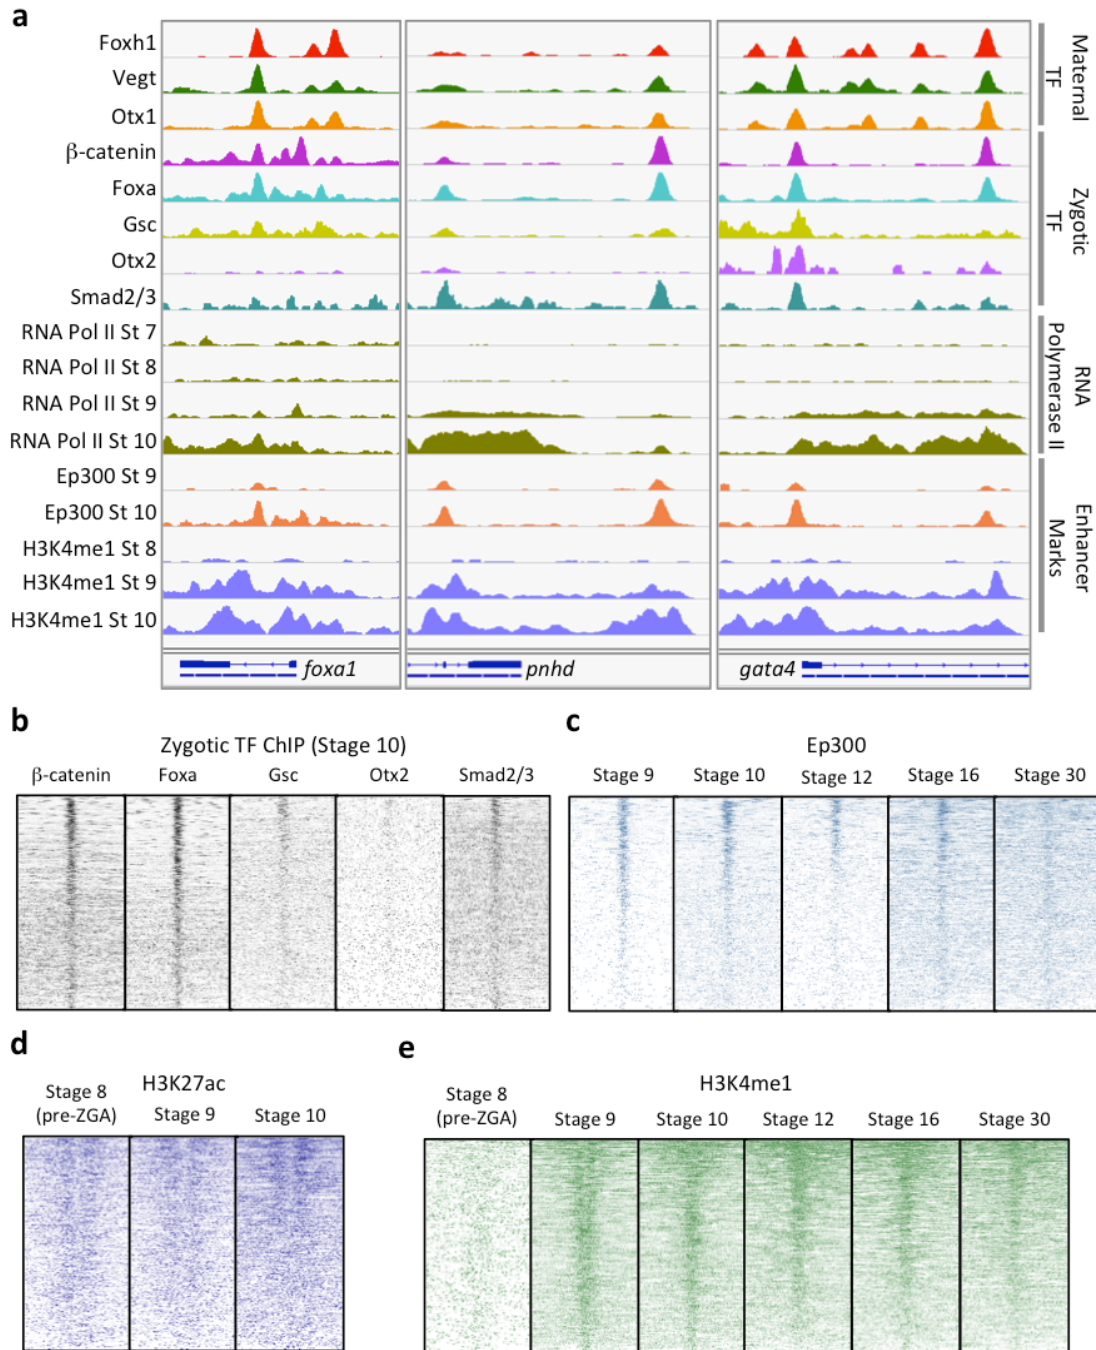 a
Foxh1
Vegt
Otx1
β-catenin
Foxa
Gsc
Otx2
Smad2/3
RNA Pol II St 7
RNA Pol II St 8
RNA Pol II St 9
RNA Pol II St 10
Ep300 St 9
Ep300 St 10
H3K4me1 St 8
H3K4me1 St 9
H3K4me1 St 10
Maternal
TF
Zygotic
TF
RNA
Polymerase II
Enhancer
Marks
foxa1
pnhd
gata4
b
Zygotic TF ChIP (Stage 10)
β-catenin Foxa Gsc Otx2 Smad2/3
c
Ep300
Stage 9 Stage 10 Stage 12 Stage 16 Stage 30
d
H3K27ac
Stage 8
(pre-ZGA) Stage 9 Stage 10
e
H3K4me1
Stage 8
(pre-ZGA) Stage 9 Stage 10 Stage 12 Stage 16 Stage 30